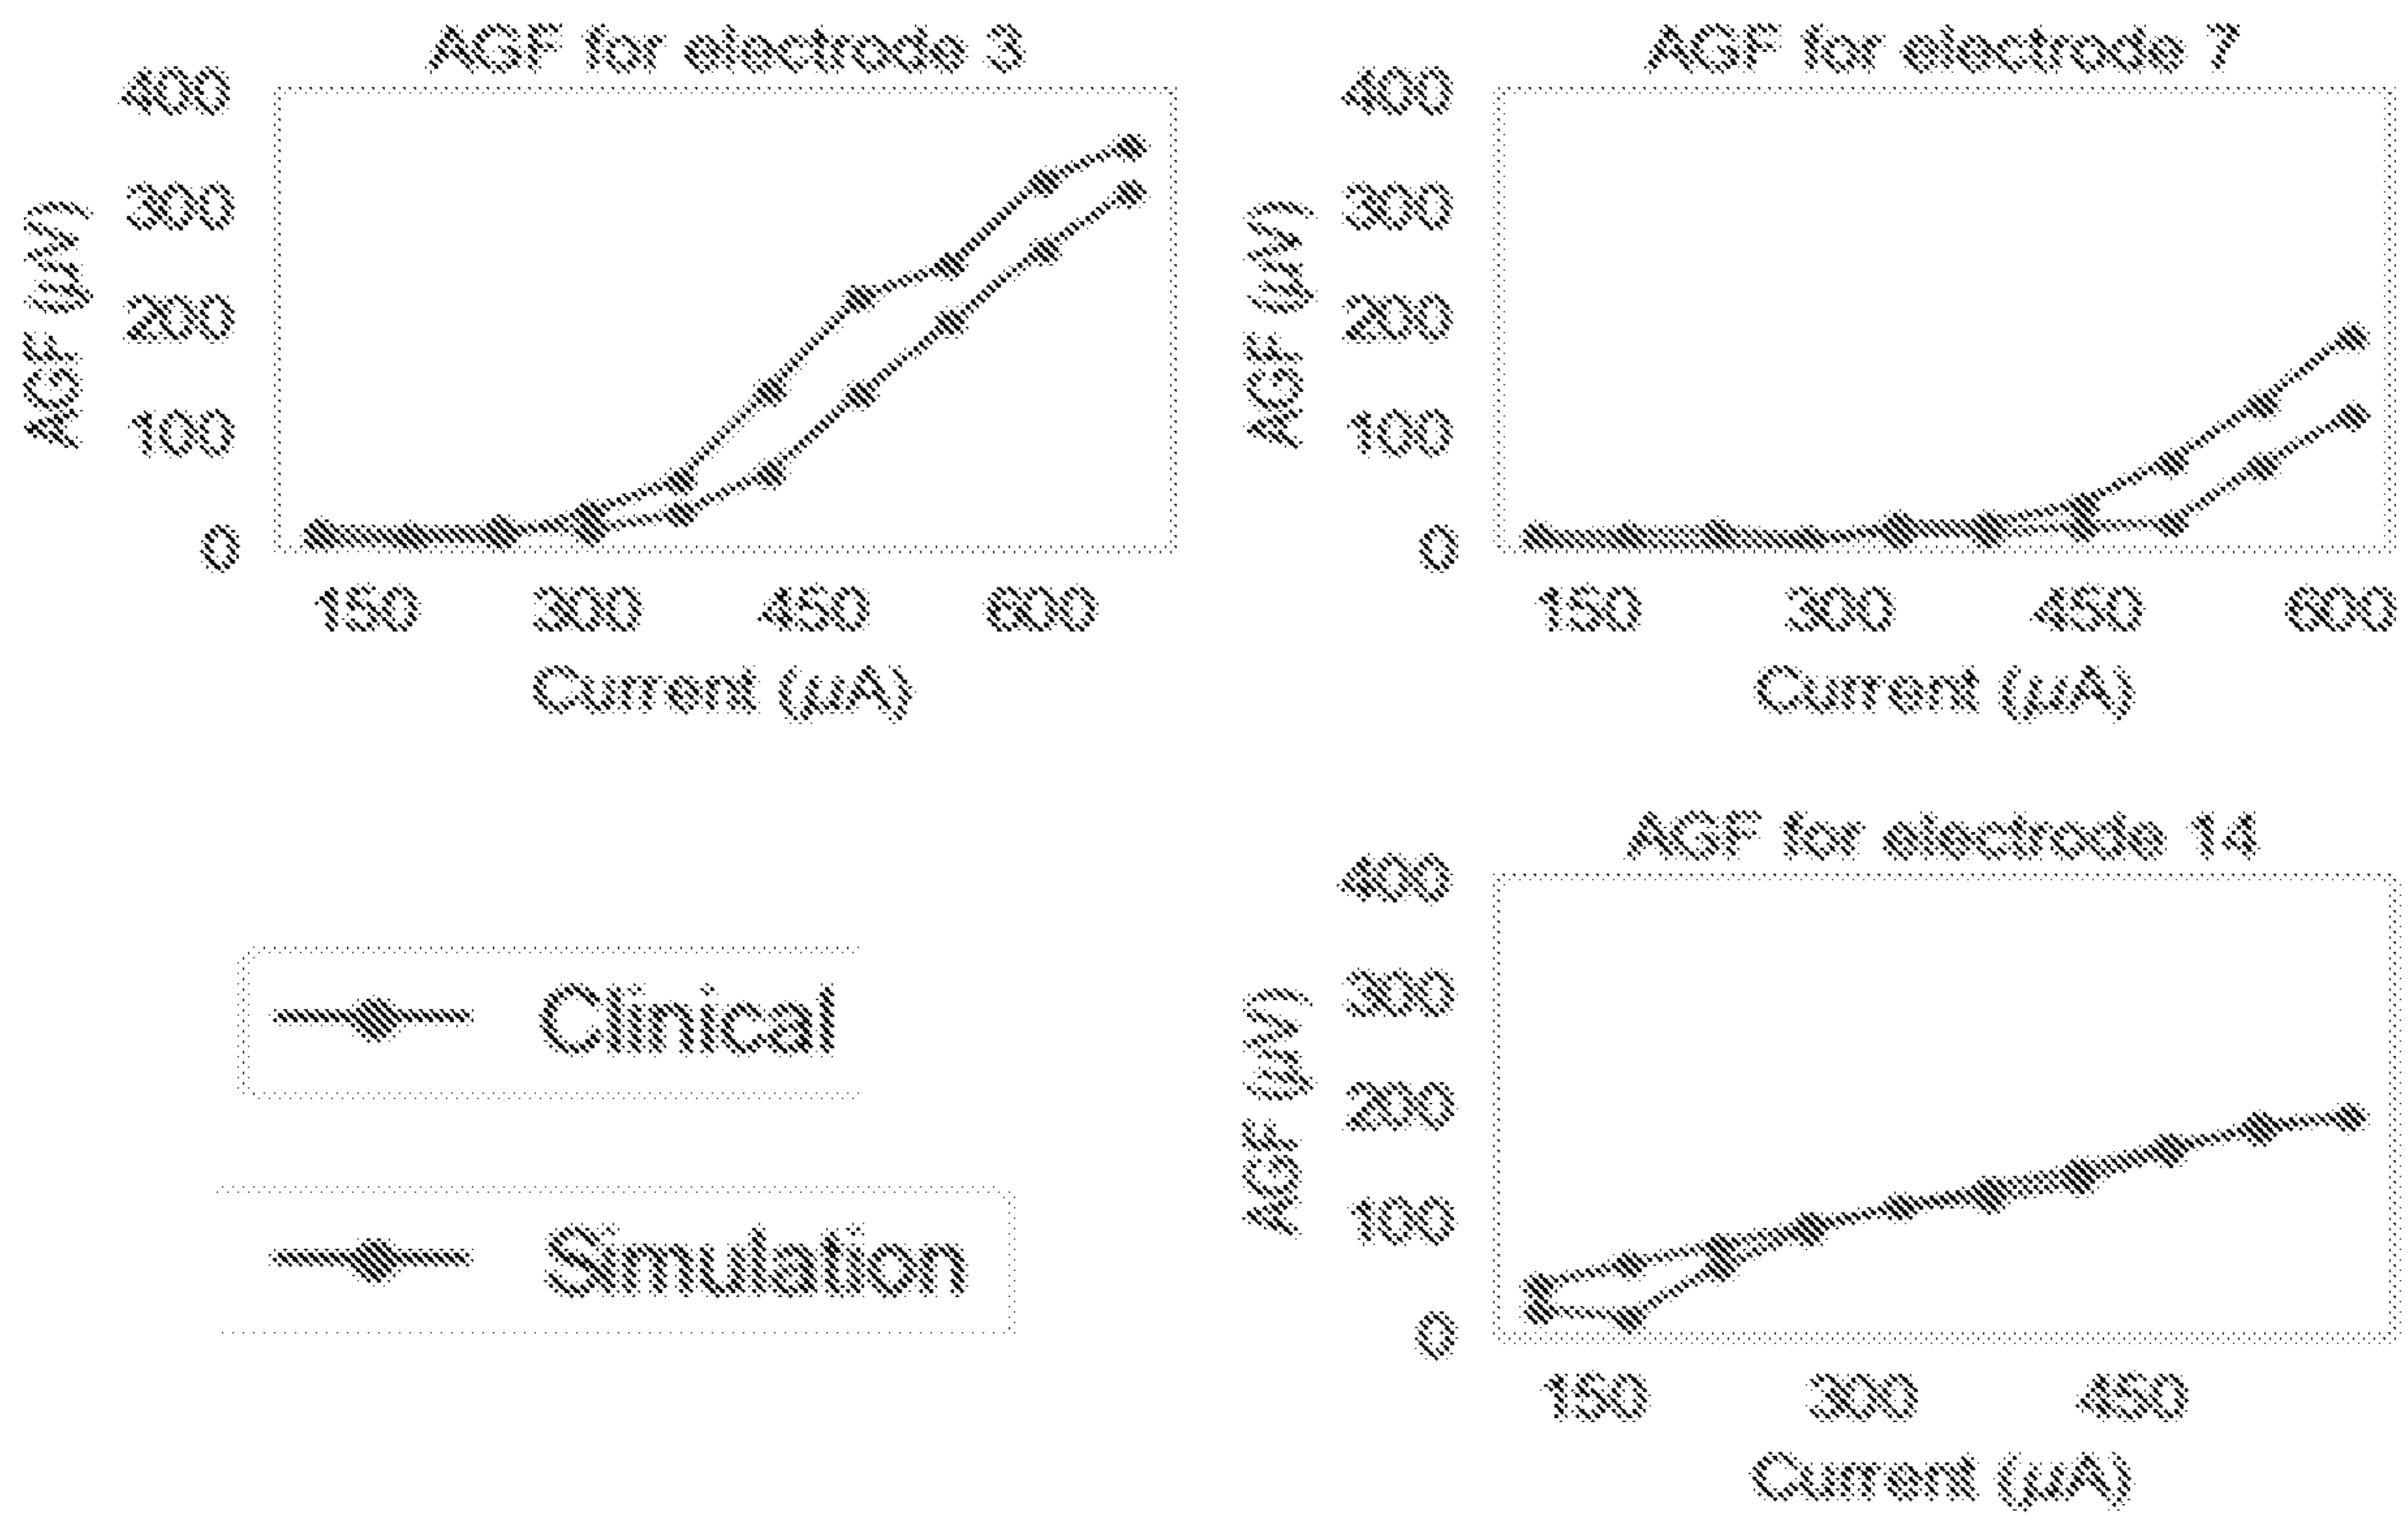 AGF for electrode 3
400
300
200
100
0
AGF (μV)
150 300 450 600
Current (μA)
AGF for electrode 7
400
300
200
100
0
AGF (μV)
150 300 450 600
Current (μA)
Clinical
Simulation
AGF for electrode 14
400
300
200
100
0
AGF (μV)
150 300 450
Current (μA)